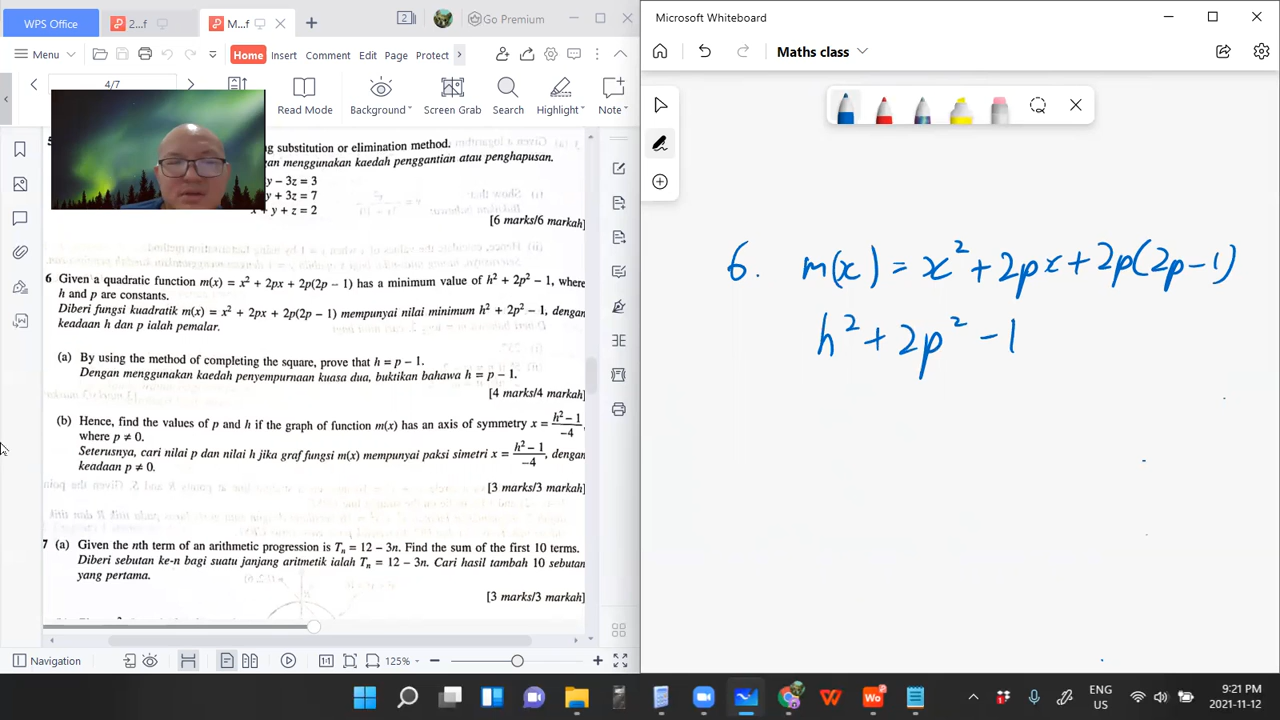 WPS Office
2...f
M...f
Go Premium
Microsoft Whiteboard
Menu
Home Insert Comment Edit Page Protect
Maths class
4/7
Read Mode Background Screen Grab Search Highlight Note
ng substitution or elimination method.
an menggunakan kaedah penggantian atau penghapusan.
y − 3z = 3
y + 3z = 7
x + y + z = 2
[6 marks/6 markah]
6 Given a quadratic function m(x) = x² + 2px + 2p(2p − 1) has a minimum value of h² + 2p² − 1, where
h and p are constants.
Diberi fungsi kuadratik m(x) = x² + 2px + 2p(2p − 1) mempunyai nilai minimum h² + 2p² − 1, dengan
keadaan h dan p ialah pemalar.
(a) By using the method of completing the square, prove that h = p − 1.
Dengan menggunakan kaedah penyempurnaan kuasa dua, buktikan bahawa h = p − 1.
[4 marks/4 markah]
(b) Hence, find the values of p and h if the graph of function m(x) has an axis of symmetry x = (h² − 1)/−4,
where p ≠ 0.
Seterusnya, cari nilai p dan nilai h jika graf fungsi m(x) mempunyai paksi simetri x = (h² − 1)/−4, dengan
keadaan p ≠ 0.
[3 marks/3 markah]
7 (a) Given the nth term of an arithmetic progression is Tₙ = 12 − 3n. Find the sum of the first 10 terms.
Diberi sebutan ke-n bagi suatu janjang aritmetik ialah Tₙ = 12 − 3n. Cari hasil tambah 10 sebutan
yang pertama.
[3 marks/3 markah]
6. m(x) = x² + 2px + 2p(2p − 1)
h² + 2p² − 1
Navigation
125%
ENG
US
9:21 PM
2021-11-12